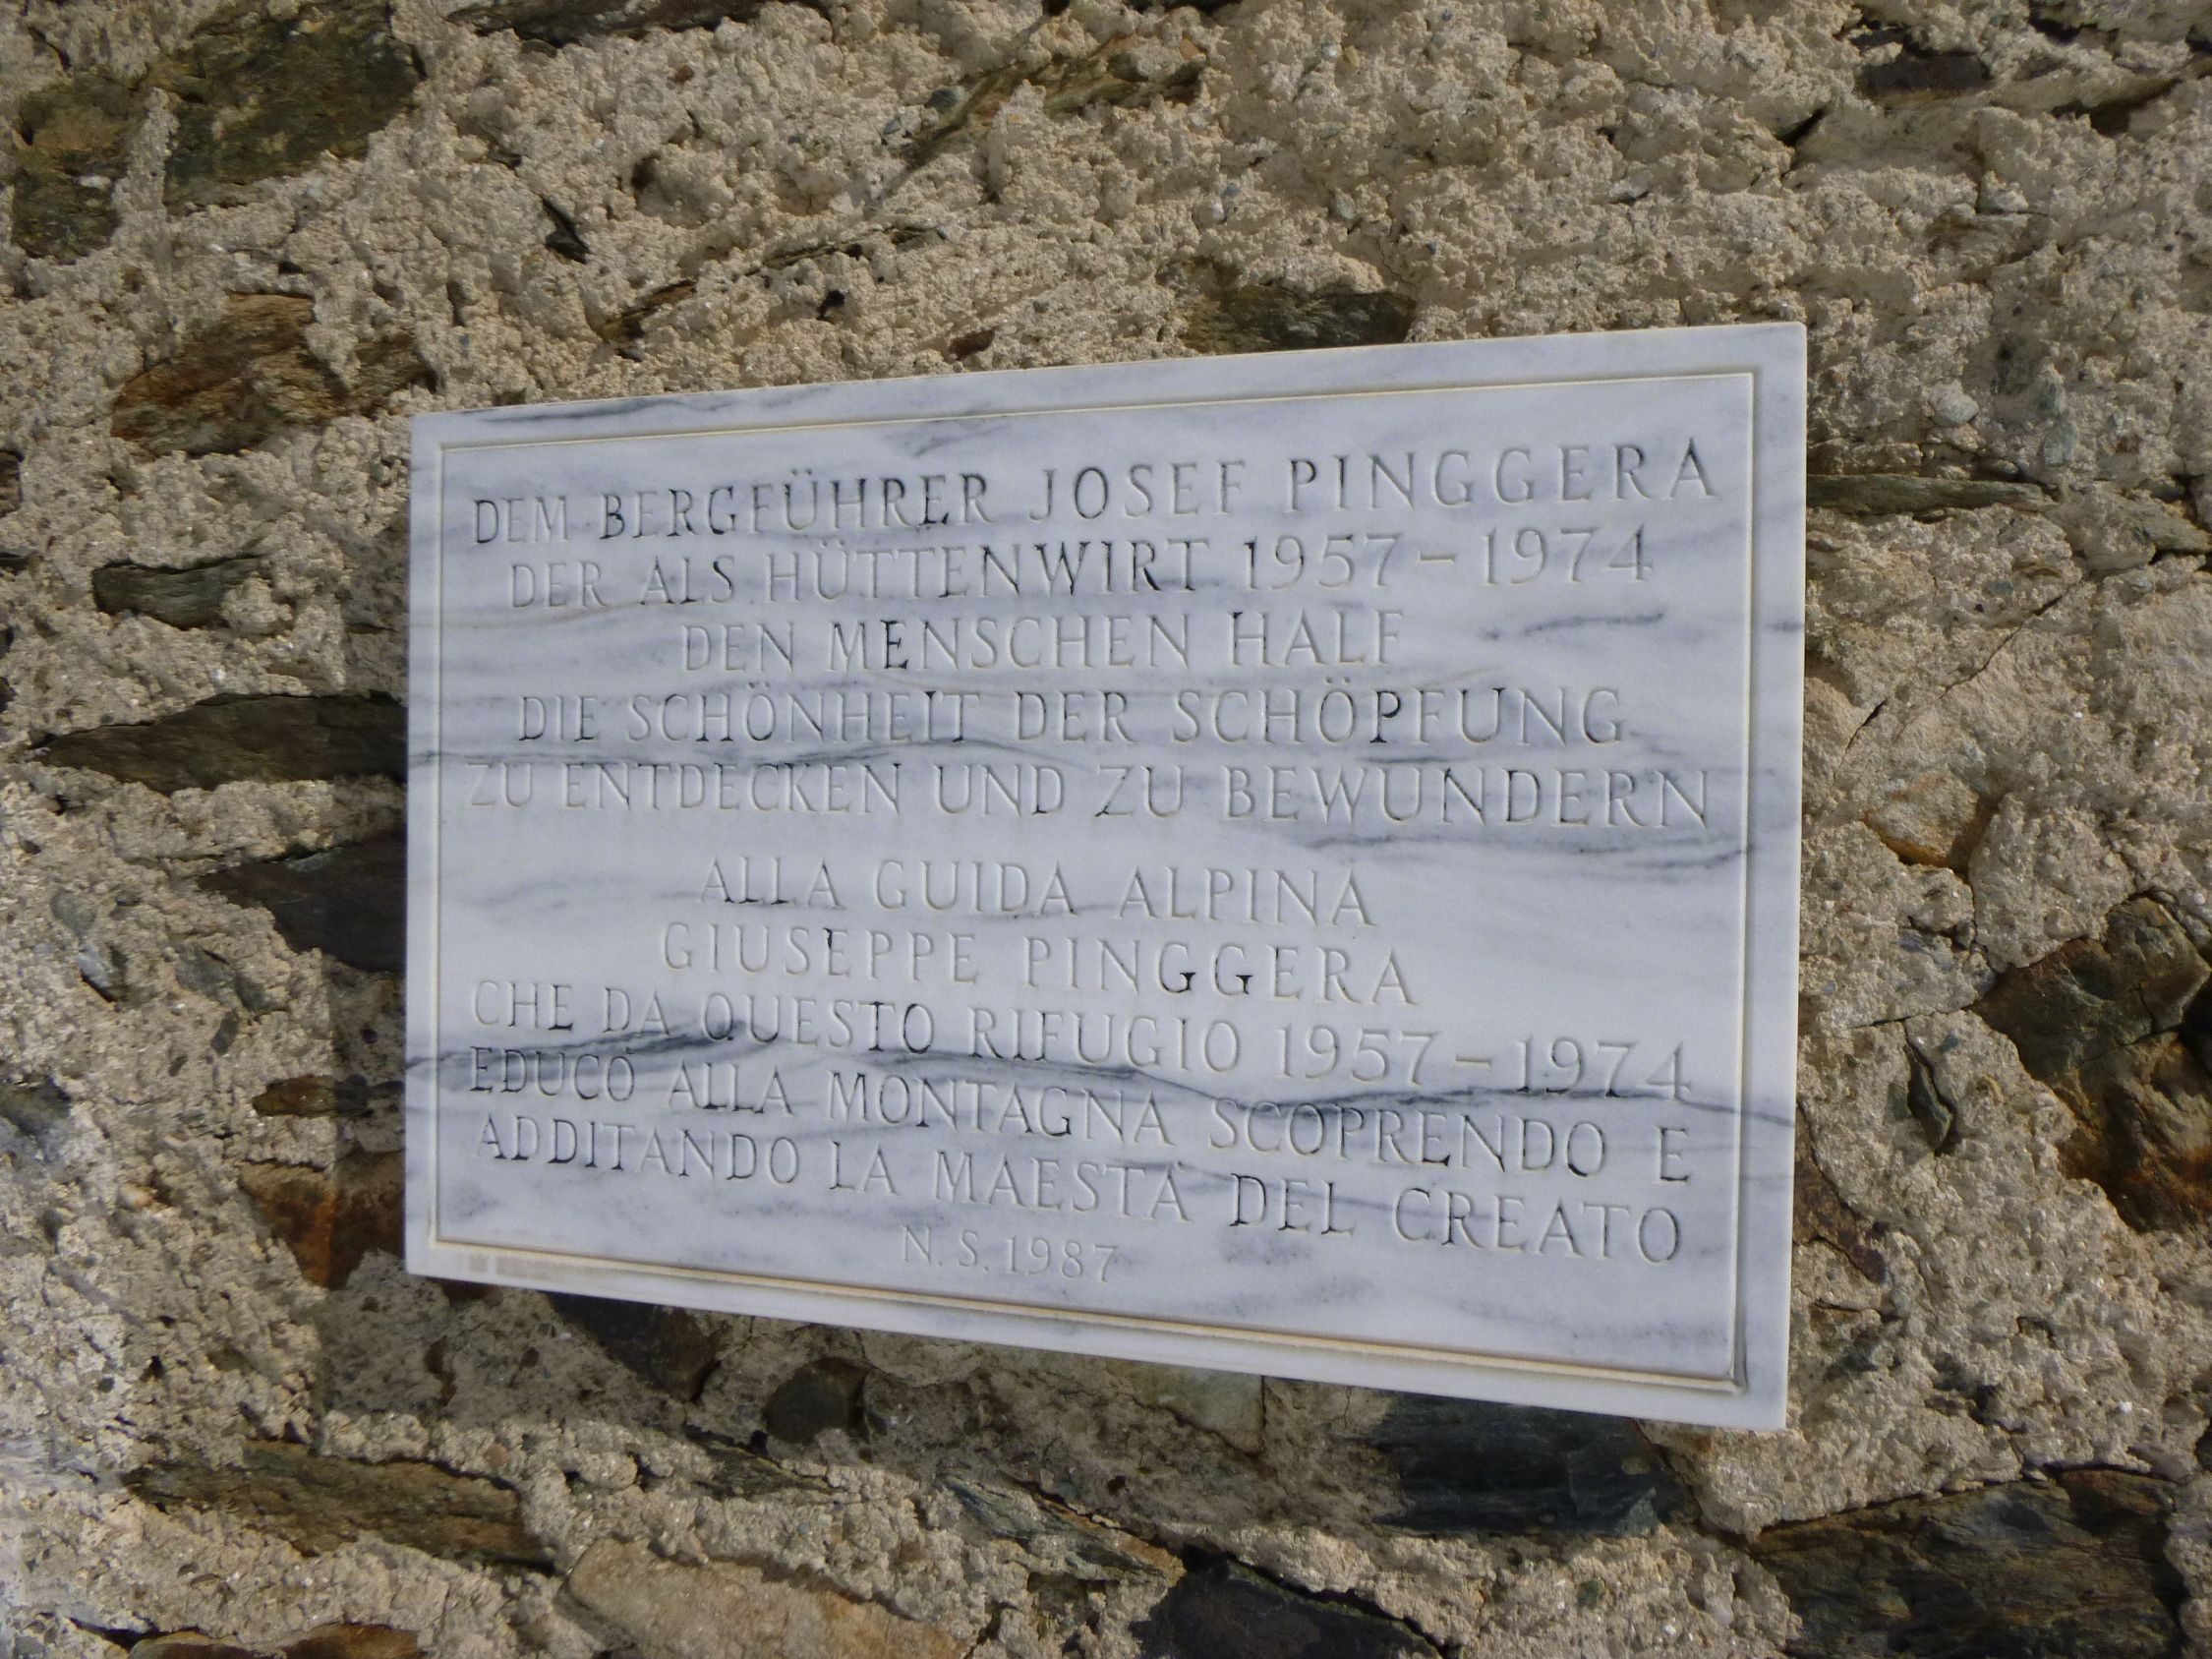 DEM BERGFÜHRER JOSEF PINGGERA
DER ALS HÜTTENWIRT 1957 – 1974
DEN MENSCHEN HALF
DIE SCHÖNHEIT DER SCHÖPFUNG
ZU ENTDECKEN UND ZU BEWUNDERN
ALLA GUIDA ALPINA
GIUSEPPE PINGGERA
CHE DA QUESTO RIFUGIO 1957 – 1974
EDUCÒ ALLA MONTAGNA SCOPRENDO E
ADDITANDO LA MAESTÀ DEL CREATO
N. S. 1987